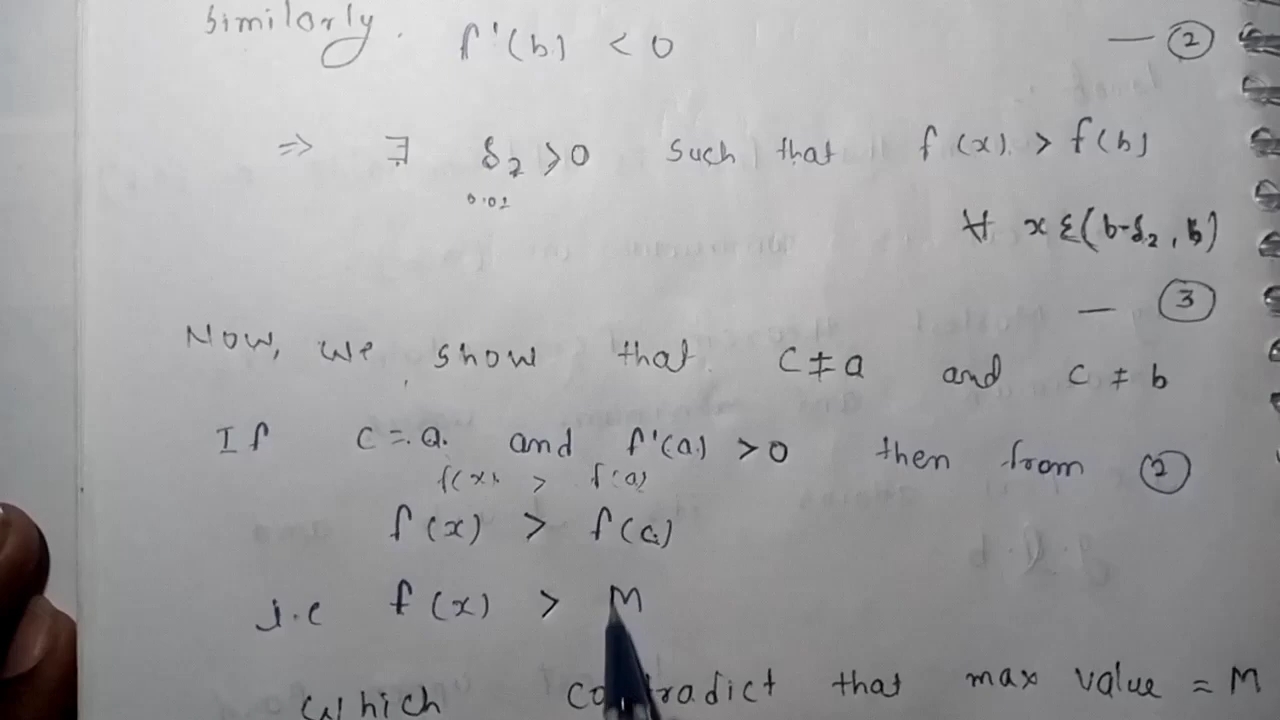 Similarly. f'(b) < 0 — ②
⇒ ∃ δ₂ > 0 such that f(x) > f(b)
0.01
∀ x ε (b-δ₂, b)
— ③
Now, we show that c ≠ a and c ≠ b
If c = a. and f'(a) > 0 then from ②
f(x) > f(a)
f(x) > f(c)
i.e f(x) > M
which contradict that max value = M